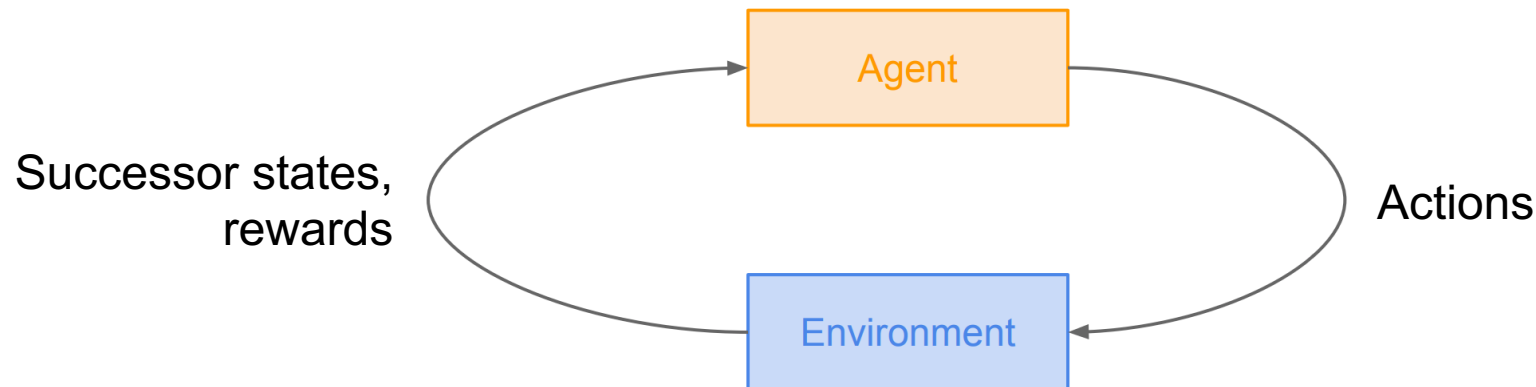 Agent
Successor states,
rewards
Actions
Environment